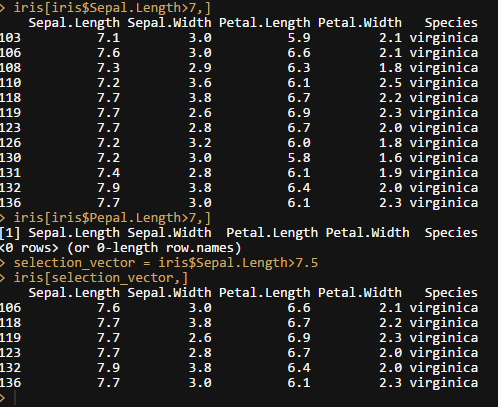 > iris[iris$Sepal.Length>7,]
    Sepal.Length Sepal.Width Petal.Length Petal.Width   Species
103          7.1         3.0          5.9         2.1 virginica
106          7.6         3.0          6.6         2.1 virginica
108          7.3         2.9          6.3         1.8 virginica
110          7.2         3.6          6.1         2.5 virginica
118          7.7         3.8          6.7         2.2 virginica
119          7.7         2.6          6.9         2.3 virginica
123          7.7         2.8          6.7         2.0 virginica
126          7.2         3.2          6.0         1.8 virginica
130          7.2         3.0          5.8         1.6 virginica
131          7.4         2.8          6.1         1.9 virginica
132          7.9         3.8          6.4         2.0 virginica
136          7.7         3.0          6.1         2.3 virginica
> iris[iris$Pepal.Length>7,]
[1] Sepal.Length Sepal.Width  Petal.Length Petal.Width  Species
<0 rows> (or 0-length row.names)
> selection_vector = iris$Sepal.Length>7.5
> iris[selection_vector,]
    Sepal.Length Sepal.Width Petal.Length Petal.Width   Species
106          7.6         3.0          6.6         2.1 virginica
118          7.7         3.8          6.7         2.2 virginica
119          7.7         2.6          6.9         2.3 virginica
123          7.7         2.8          6.7         2.0 virginica
132          7.9         3.8          6.4         2.0 virginica
136          7.7         3.0          6.1         2.3 virginica
>